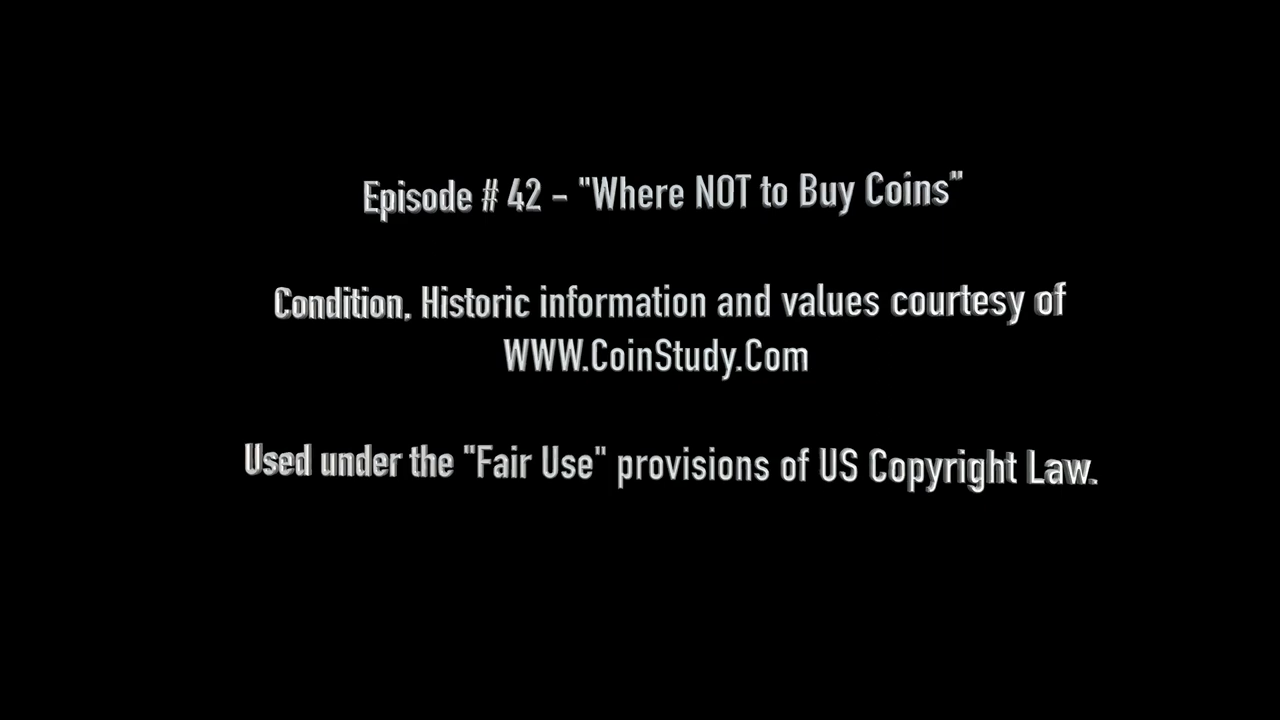 Episode # 42 – "Where NOT to Buy Coins"
Condition, Historic information and values courtesy of
WWW.CoinStudy.Com
Used under the "Fair Use" provisions of US Copyright Law.